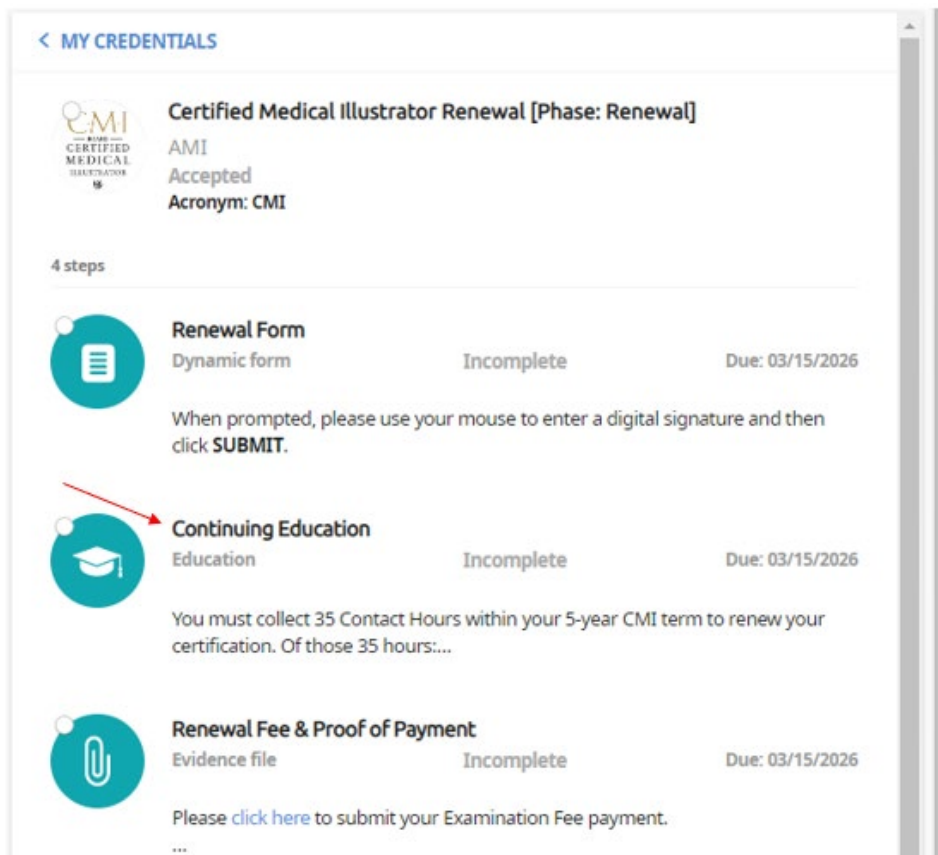 < MY CREDENTIALS
CMI
BOARD
CERTIFIED
MEDICAL
ILLUSTRATOR
Certified Medical Illustrator Renewal [Phase: Renewal]
AMI
Accepted
Acronym: CMI
4 steps
Renewal Form
Dynamic form Incomplete Due: 03/15/2026
When prompted, please use your mouse to enter a digital signature and then
click SUBMIT.
Continuing Education
Education Incomplete Due: 03/15/2026
You must collect 35 Contact Hours within your 5-year CMI term to renew your
certification. Of those 35 hours:...
Renewal Fee & Proof of Payment
Evidence file Incomplete Due: 03/15/2026
Please click here to submit your Examination Fee payment.
...